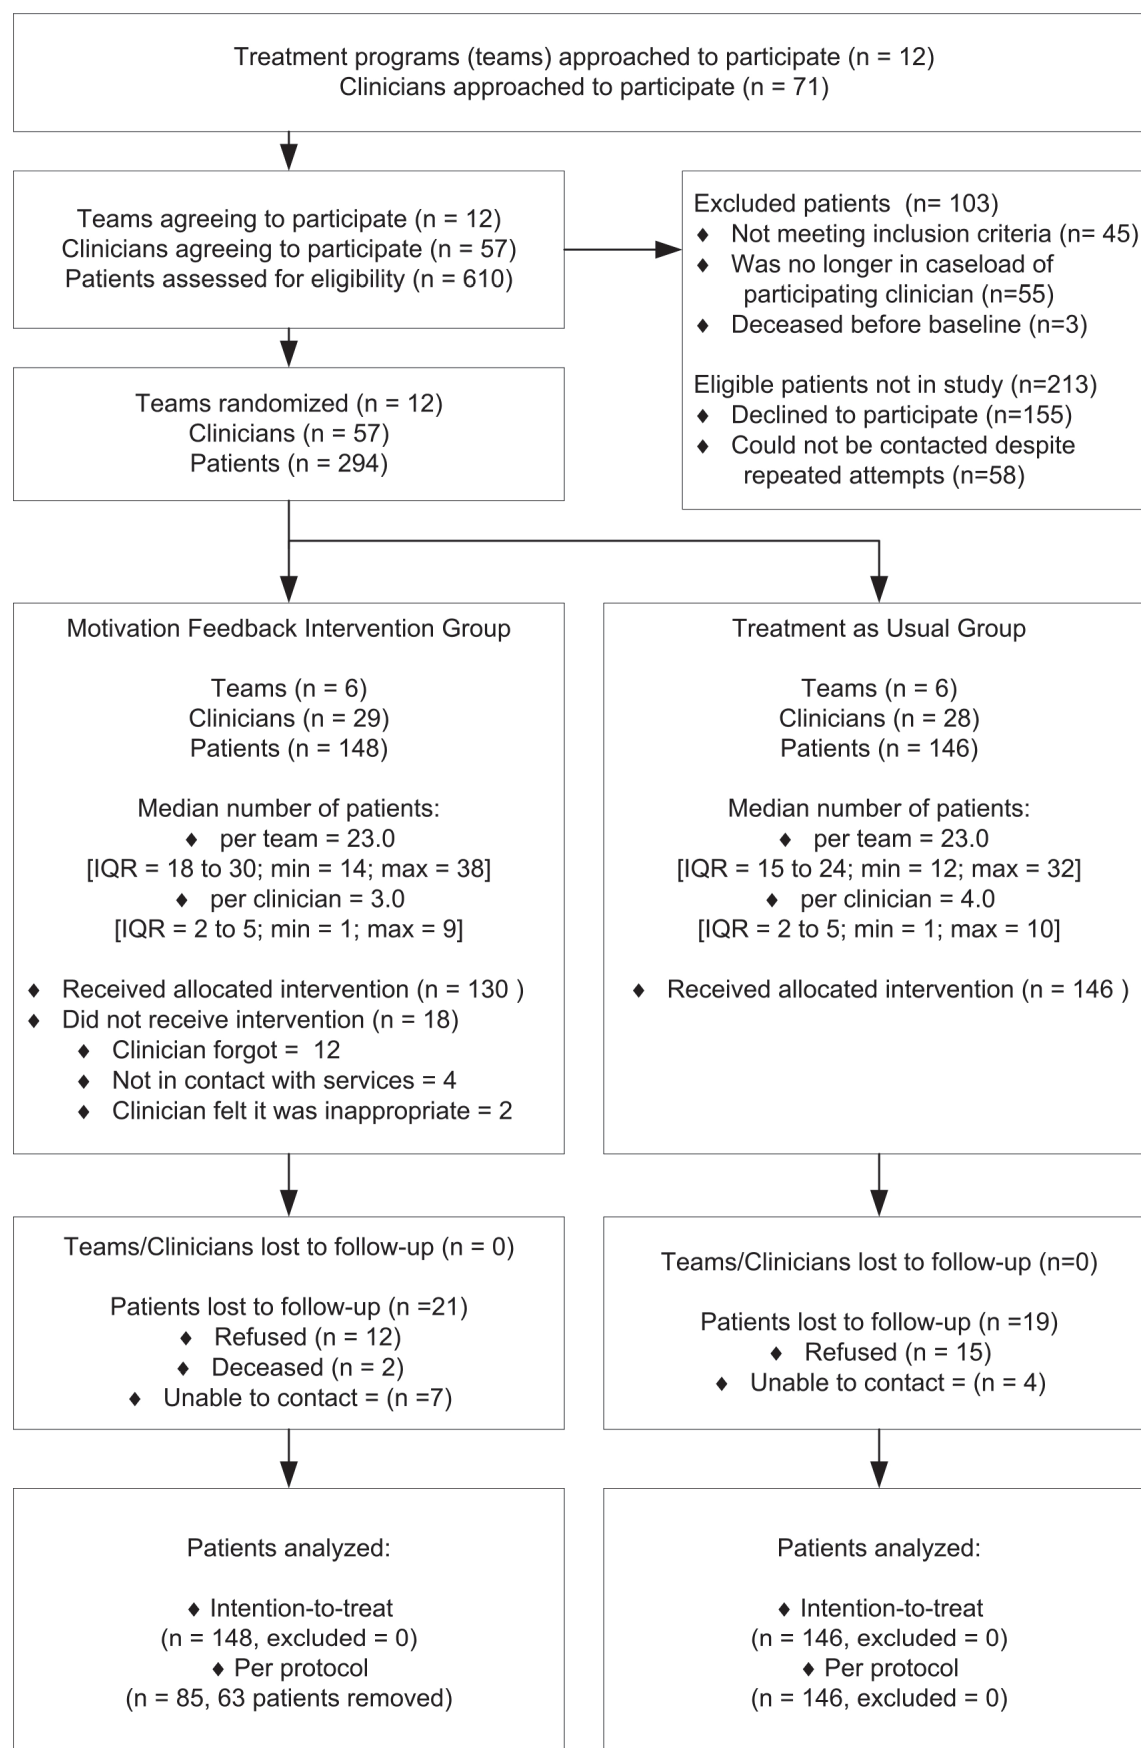 Treatment programs (teams) approached to participate (n = 12)
Clinicians approached to participate (n = 71)
Teams agreeing to participate (n = 12)
Clinicians agreeing to participate (n = 57)
Patients assessed for eligibility (n = 610)
Excluded patients (n= 103)
♦ Not meeting inclusion criteria (n= 45)
♦ Was no longer in caseload of
participating clinician (n=55)
♦ Deceased before baseline (n=3)
Eligible patients not in study (n=213)
♦ Declined to participate (n=155)
♦ Could not be contacted despite
repeated attempts (n=58)
Teams randomized (n = 12)
Clinicians (n = 57)
Patients (n = 294)
Motivation Feedback Intervention Group
Teams (n = 6)
Clinicians (n = 29)
Patients (n = 148)
Median number of patients:
♦ per team = 23.0
[IQR = 18 to 30; min = 14; max = 38]
♦ per clinician = 3.0
[IQR = 2 to 5; min = 1; max = 9]
♦ Received allocated intervention (n = 130 )
♦ Did not receive intervention (n = 18)
♦ Clinician forgot = 12
♦ Not in contact with services = 4
♦ Clinician felt it was inappropriate = 2
Treatment as Usual Group
Teams (n = 6)
Clinicians (n = 28)
Patients (n = 146)
Median number of patients:
♦ per team = 23.0
[IQR = 15 to 24; min = 12; max = 32]
♦ per clinician = 4.0
[IQR = 2 to 5; min = 1; max = 10]
♦ Received allocated intervention (n = 146 )
Teams/Clinicians lost to follow-up (n = 0)
Patients lost to follow-up (n =21)
♦ Refused (n = 12)
♦ Deceased (n = 2)
♦ Unable to contact = (n =7)
Teams/Clinicians lost to follow-up (n=0)
Patients lost to follow-up (n =19)
♦ Refused (n = 15)
♦ Unable to contact = (n = 4)
Patients analyzed:
♦ Intention-to-treat
(n = 148, excluded = 0)
♦ Per protocol
(n = 85, 63 patients removed)
Patients analyzed:
♦ Intention-to-treat
(n = 146, excluded = 0)
♦ Per protocol
(n = 146, excluded = 0)